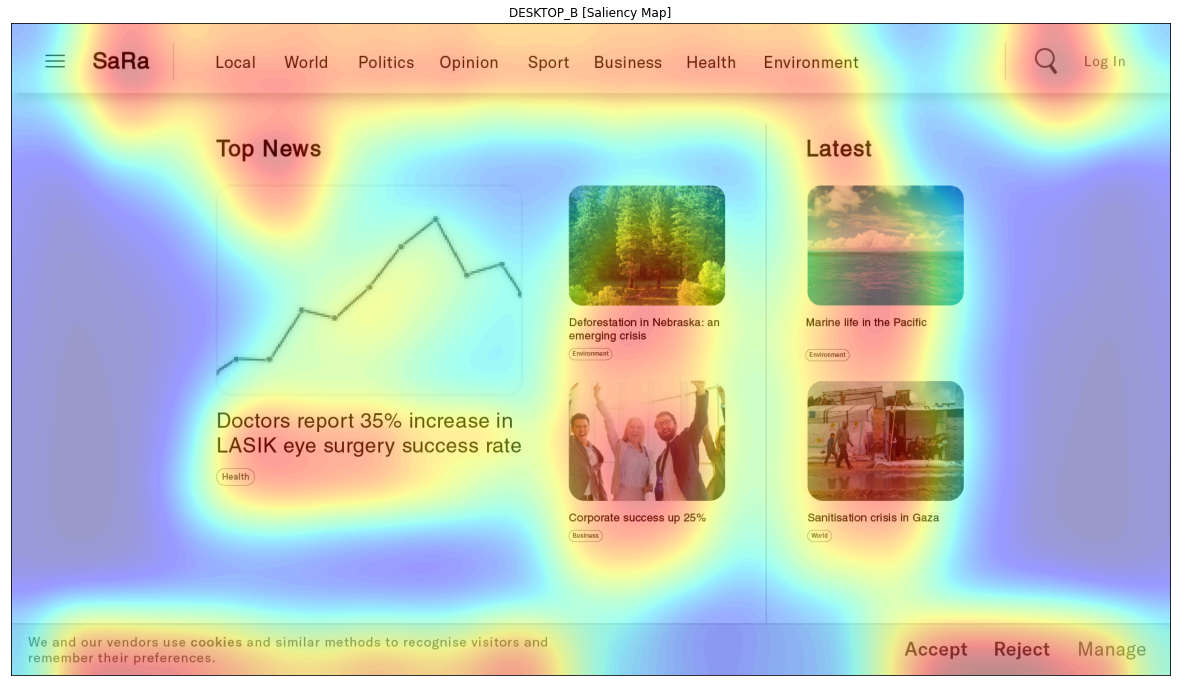 DESKTOP_B [Saliency Map]
SaRa
Local World Politics Opinion Sport Business Health Environment
Log In
Top News
Latest
Doctors report 35% increase in
LASIK eye surgery success rate
Health
Deforestation in Nebraska: an
emerging crisis
Environment
Corporate success up 25%
Business
Marine life in the Pacific
Environment
Sanitisation crisis in Gaza
World
We and our vendors use cookies and similar methods to recognise visitors and
remember their preferences.
Accept Reject Manage